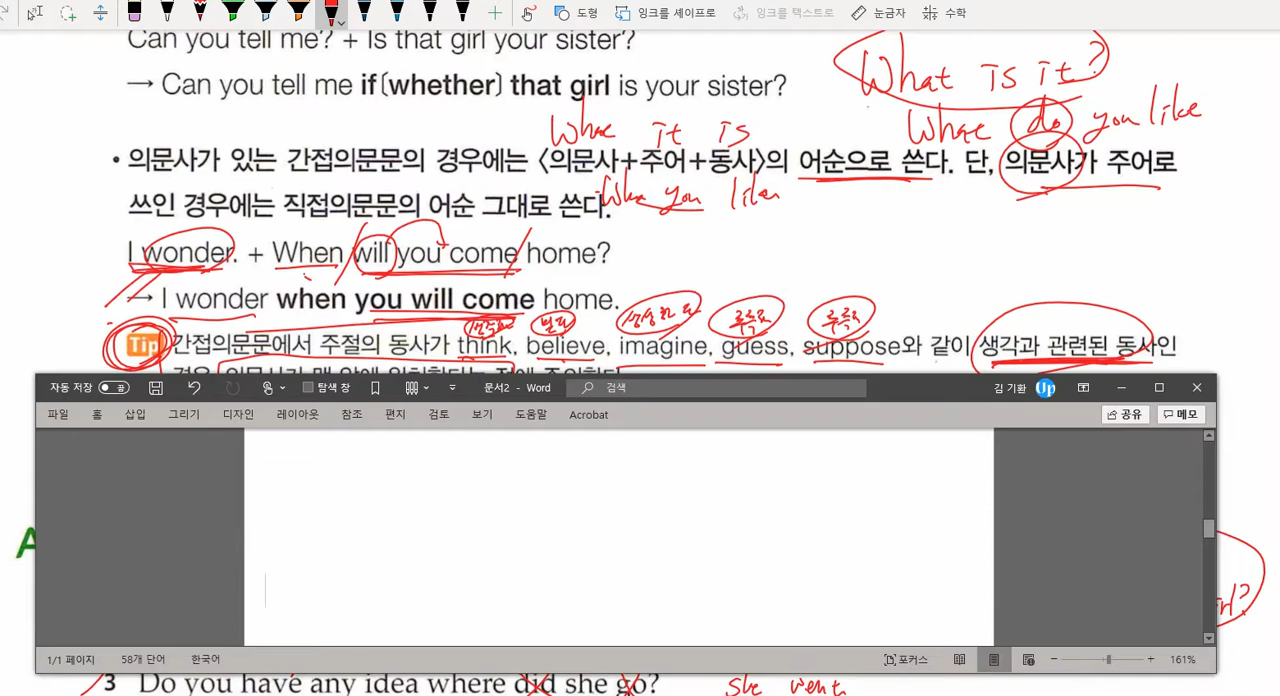 도형 잉크를 셰이프로 잉크를 텍스트로 눈금자 수학
Can you tell me? + Is that girl your sister?
What is it?
→ Can you tell me if(whether) that girl is your sister?
What do you like
What it is
• 의문사가 있는 간접의문문의 경우에는 〈의문사+주어+동사〉의 어순으로 쓴다. 단, 의문사가 주어로
쓰인 경우에는 직접의문문의 어순 그대로 쓴다.
you like
I wonder. + When will you come home?
→ I wonder when you will come home.
Tip 간접의문문에서 주절의 동사가 think, believe, imagine, guess, suppose와 같이 생각과 관련된 동사인
자동 저장 끔 탐색 창 문서2 - Word 검색 김 기환 Up
파일 홈 삽입 그리기 디자인 레이아웃 참조 편지 검토 보기 도움말 Acrobat 공유 메모
A
1/1 페이지 58개 단어 한국어 포커스 161%
3 Do you have any idea where did she go? she went